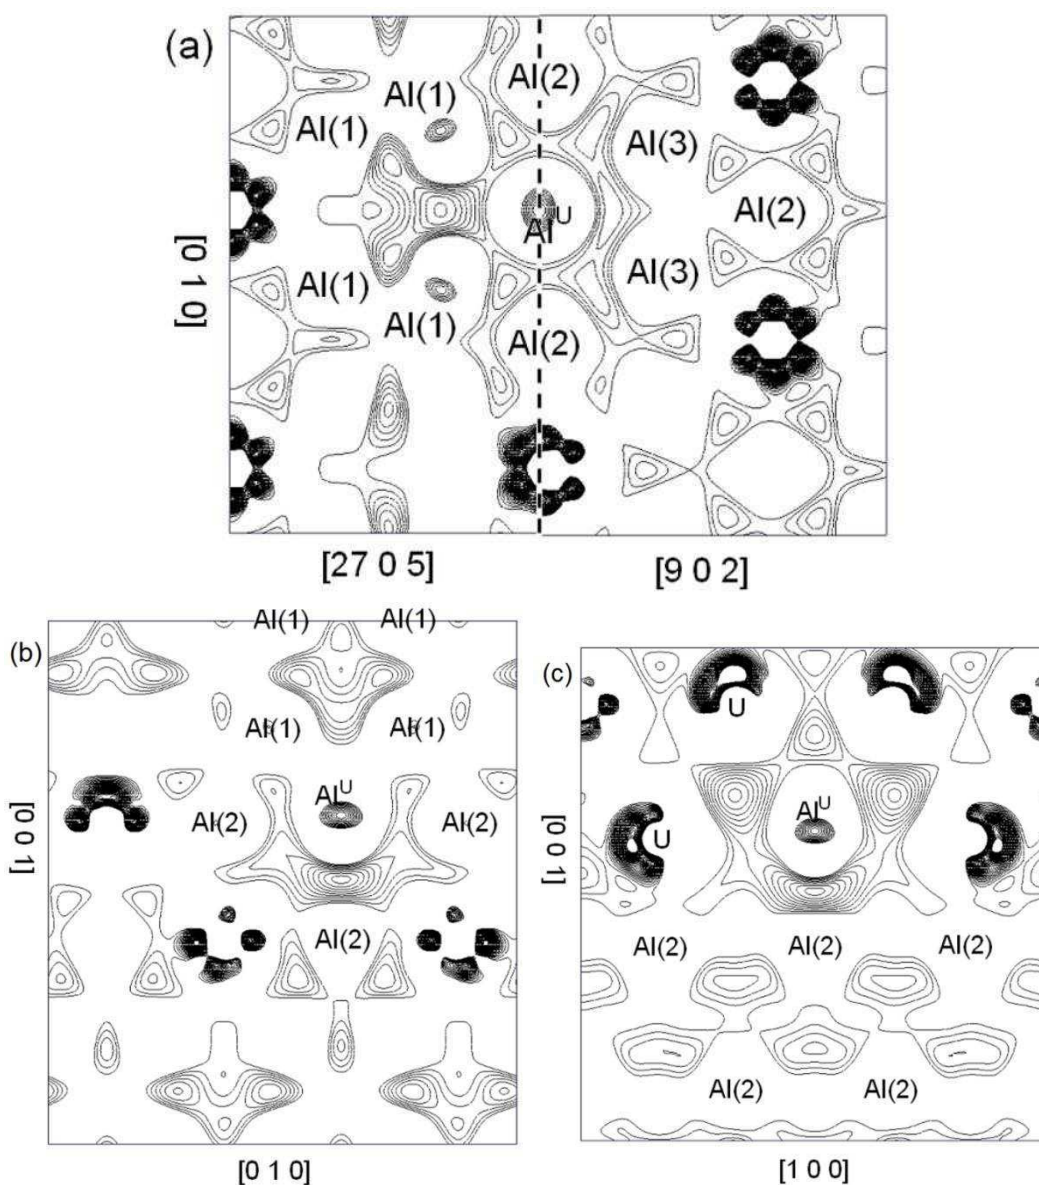 (a)
Al(2)
Al(1)
Al(1)
Al(3)
Al(2)
Al^U
Al(1)
Al(3)
Al(1)
Al(2)
[0 1 0]
[27 0 5]
[9 0 2]
(b)
Al(1)
Al(1)
Al(1)
Al(1)
Al^U
Al(2)
Al(2)
Al(2)
[0 0 1]
[0 1 0]
(c)
U
Al^U
U
Al(2)
Al(2)
Al(2)
Al(2)
Al(2)
[0 0 1]
[1 0 0]